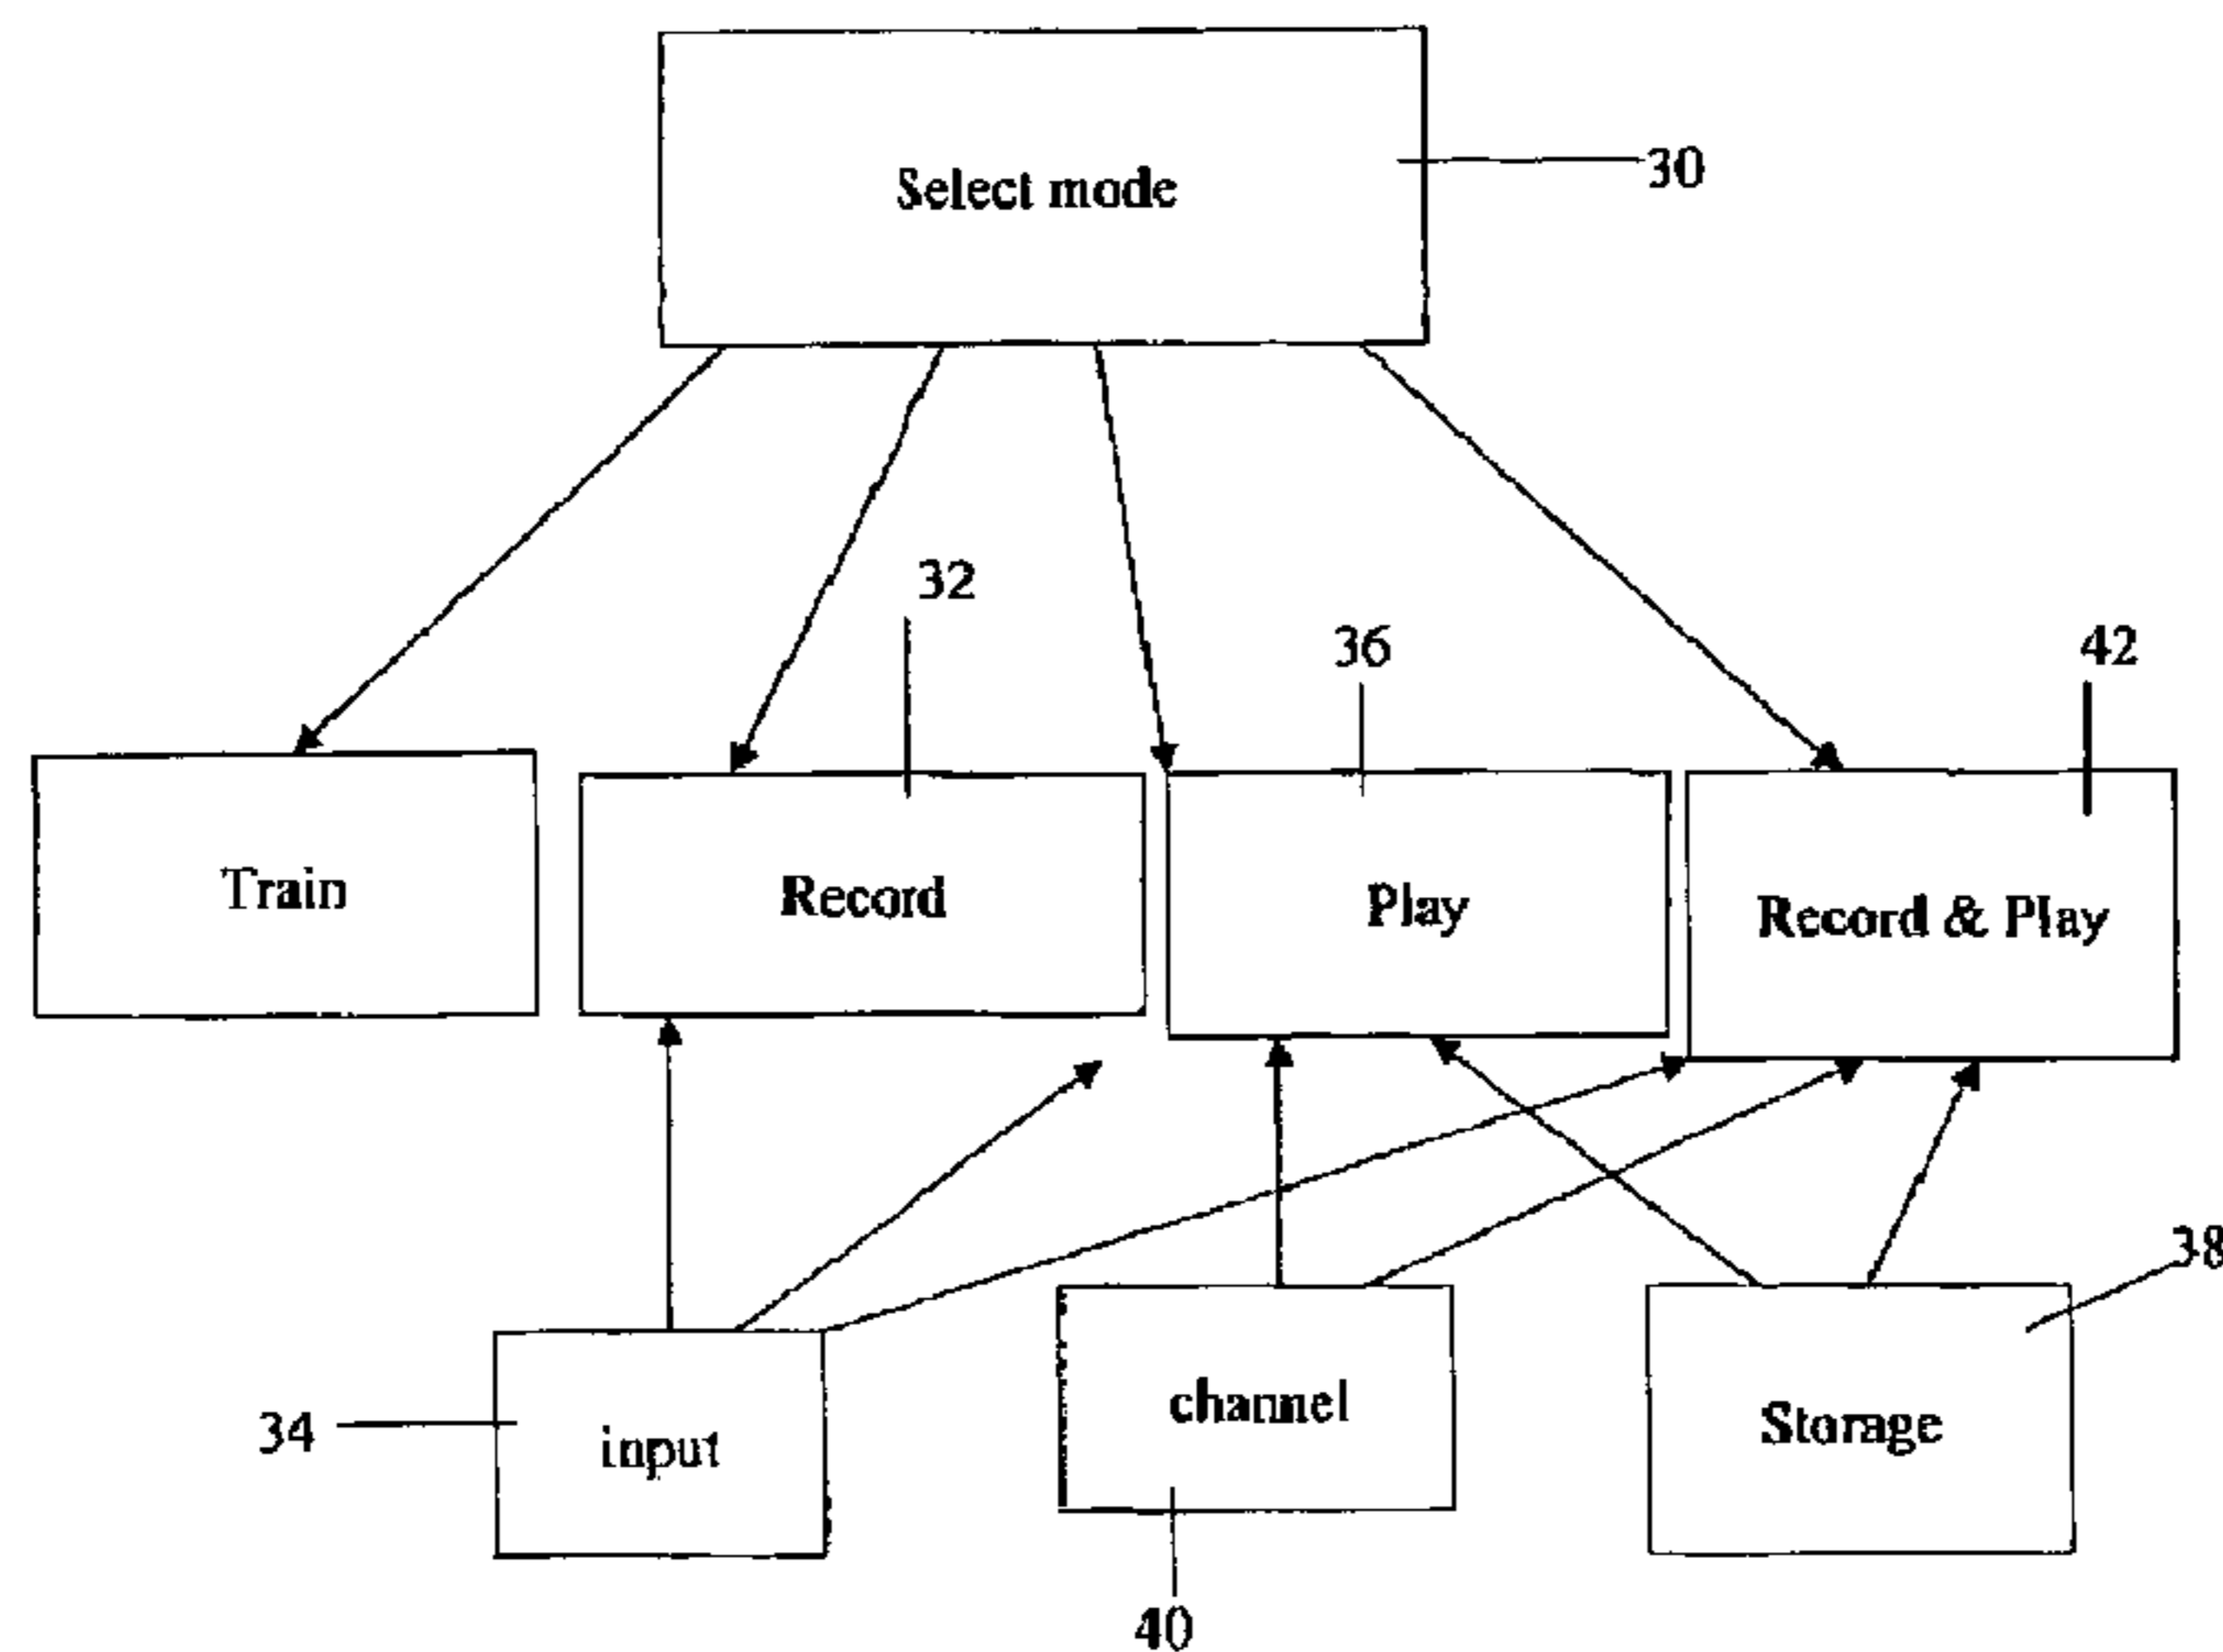 Select mode
30
32
36
42
Train
Record
Play
Record & Play
38
34
input
channel
Storage
40